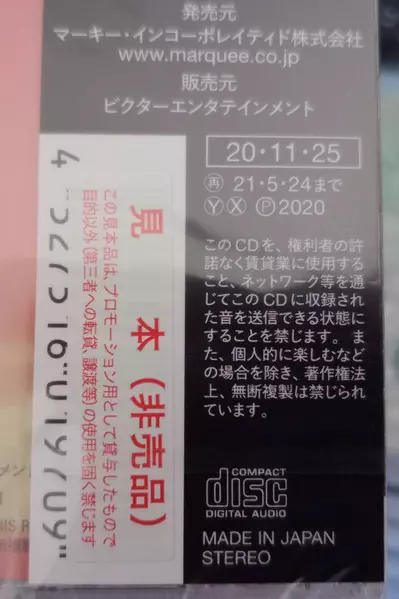 発売元
マーキー・インコーポレイティド株式会社
www.marquee.co.jp
販売元
ビクターエンタテインメント
20・11・25
再 21・5・24まで
Y X P 2020
このCDを、権利者の許
諾なく賃貸業に使用する
こと、ネットワーク等を通
じてこのCDに収録され
た音を送信できる状態に
することを禁じます。ま
た、個人的に楽しむなど
の場合を除き、著作権法
上、無断複製は禁じられ
ています。
COMPACT
disc
DIGITAL AUDIO
MADE IN JAPAN
STEREO
見本(非売品)
この見本品は、プロモーション用として貸与したもので
目的以外(第三者への転貸、譲渡等)の使用を固く禁じます
4